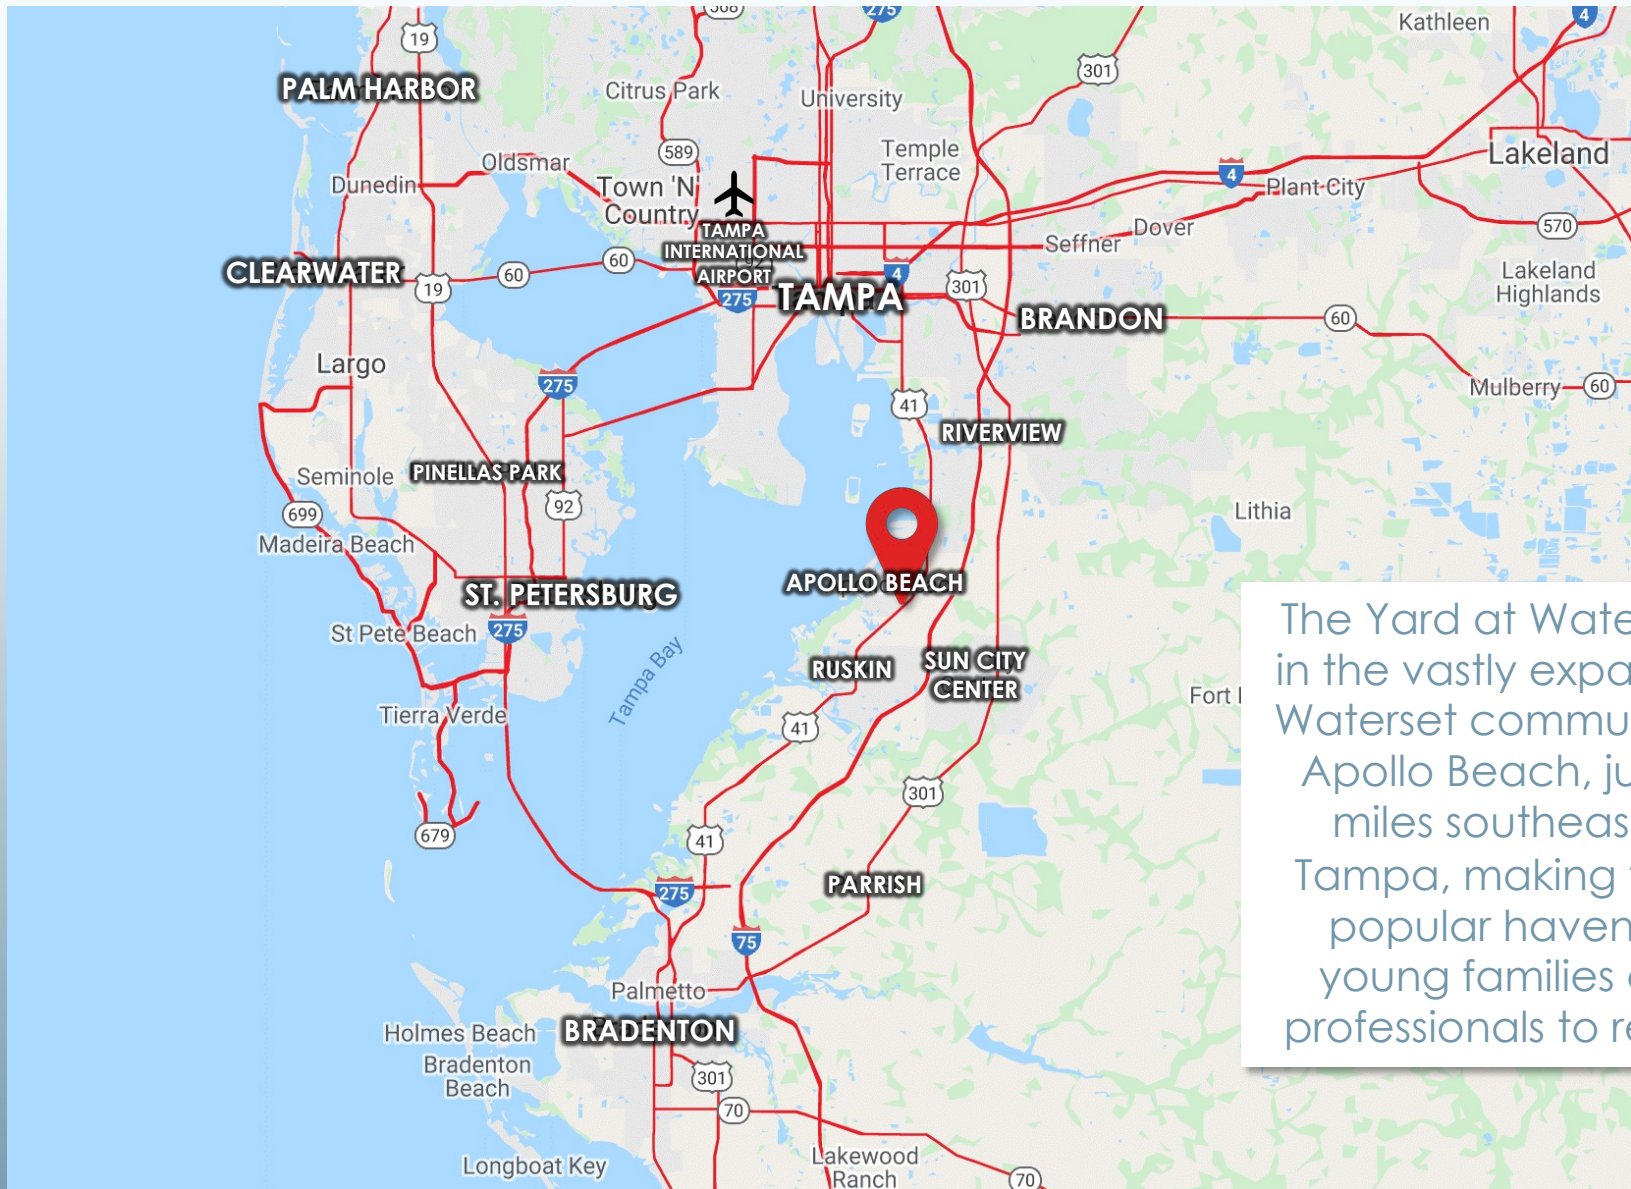 568
275
Kathleen
4
19
301
PALM HARBOR
Citrus Park
University
589
Oldsmar
Temple
Terrace
Lakeland
Dunedin
Town 'N'
Country
4
Plant City
TAMPA
INTERNATIONAL
AIRPORT
Dover
570
Seffner
CLEARWATER
60
60
19
4
275
TAMPA
301
Lakeland
Highlands
BRANDON
60
Largo
275
Mulberry
60
41
RIVERVIEW
Seminole
PINELLAS PARK
92
699
Lithia
Madeira Beach
APOLLO BEACH
ST. PETERSBURG
St Pete Beach
275
Tampa Bay
RUSKIN
SUN CITY
CENTER
Fort
Tierra Verde
41
301
679
41
PARRISH
275
75
Palmetto
Holmes Beach
BRADENTON
Bradenton
Beach
301
70
Longboat Key
Lakewood
Ranch
70
The Yard at Wate
in the vastly expa
Waterset commu
Apollo Beach, ju
miles southeas
Tampa, making
popular haven
young families
professionals to re